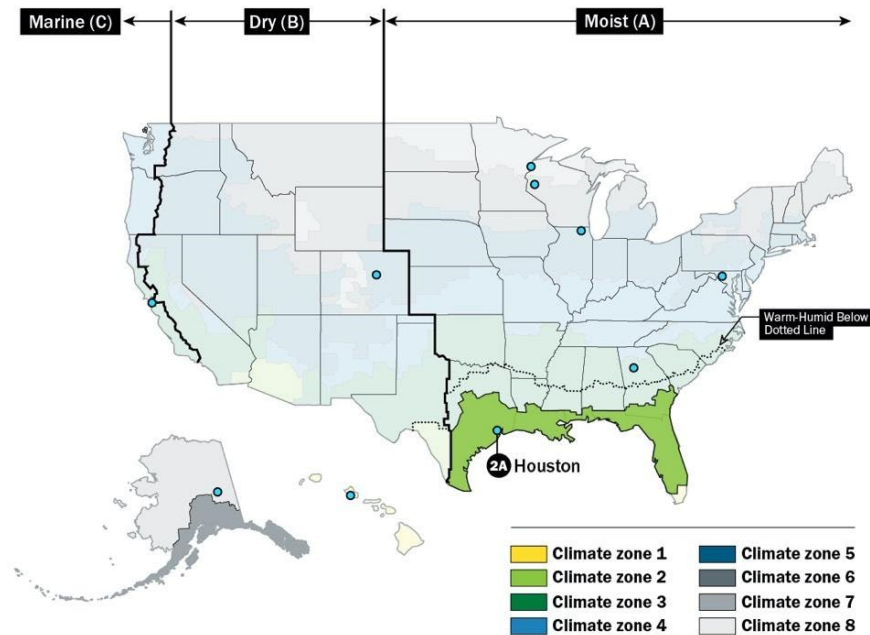 Marine (C)
Dry (B)
Moist (A)
Warm-Humid Below
Dotted Line
2A Houston
Climate zone 1
Climate zone 2
Climate zone 3
Climate zone 4
Climate zone 5
Climate zone 6
Climate zone 7
Climate zone 8